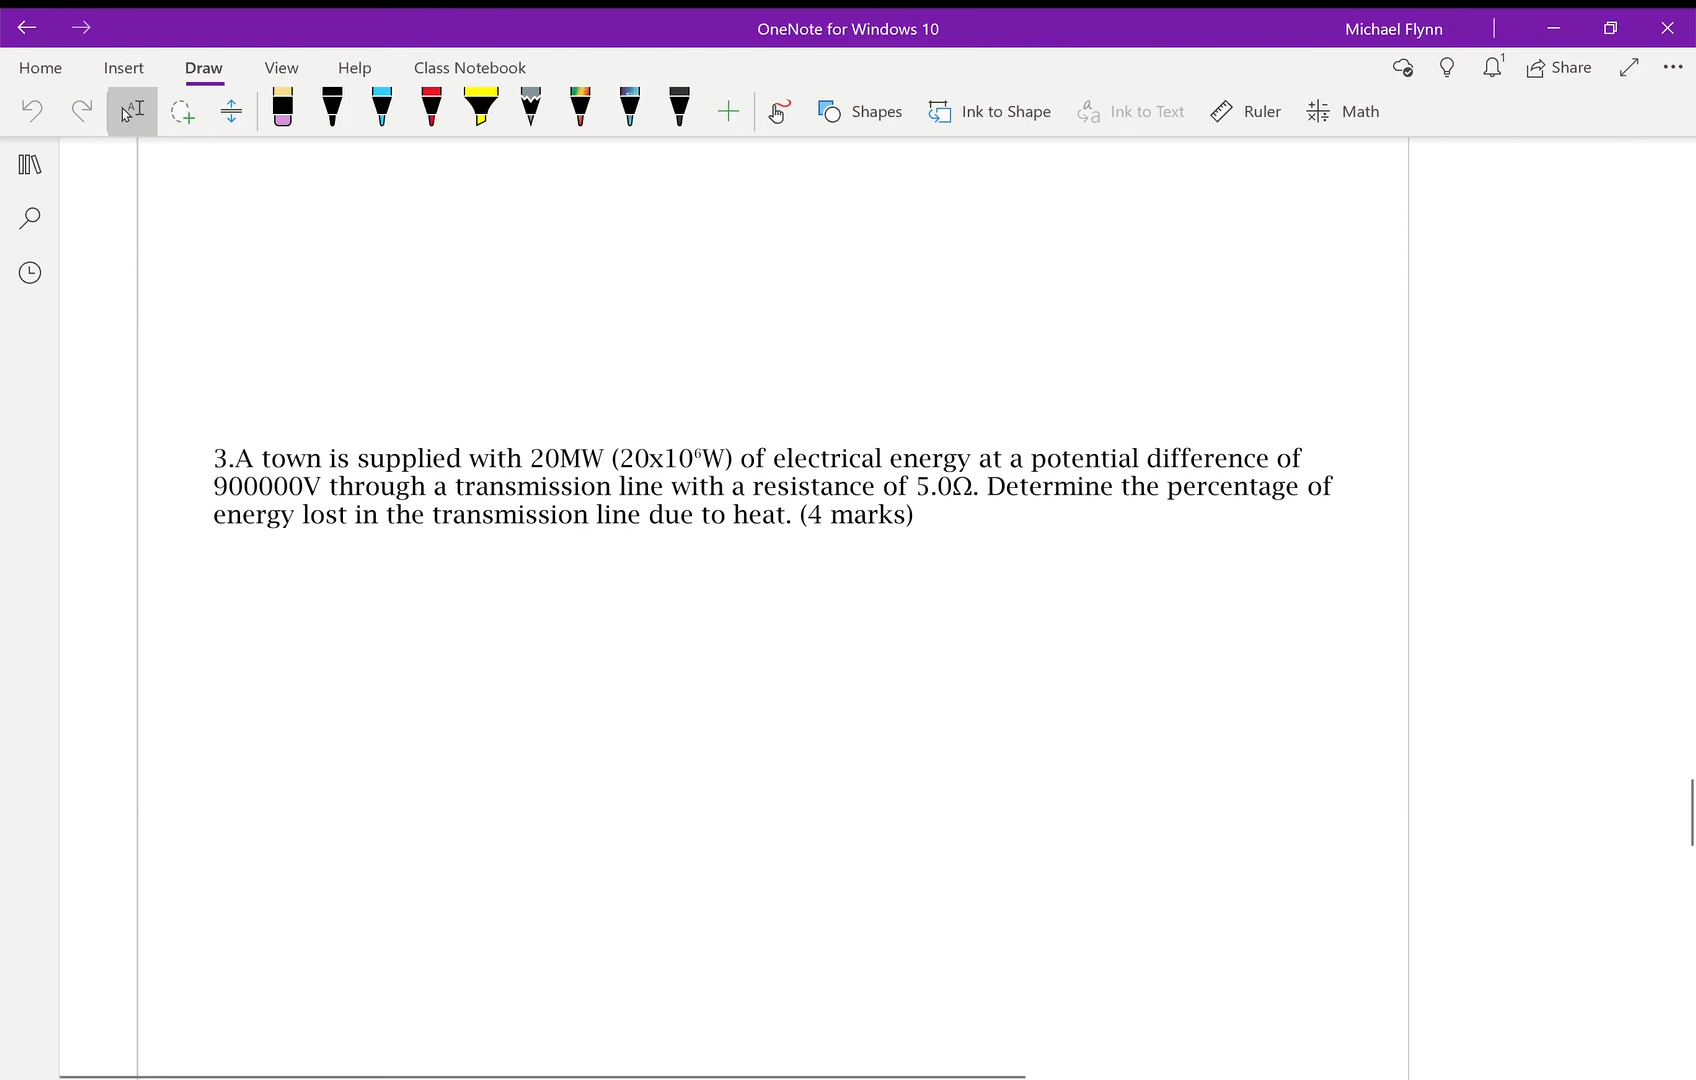 OneNote for Windows 10
Michael Flynn
Home Insert Draw View Help Class Notebook
1
Share
Shapes Ink to Shape Ink to Text Ruler Math
3.A town is supplied with 20MW (20x10⁶W) of electrical energy at a potential difference of
900000V through a transmission line with a resistance of 5.0Ω. Determine the percentage of
energy lost in the transmission line due to heat. (4 marks)